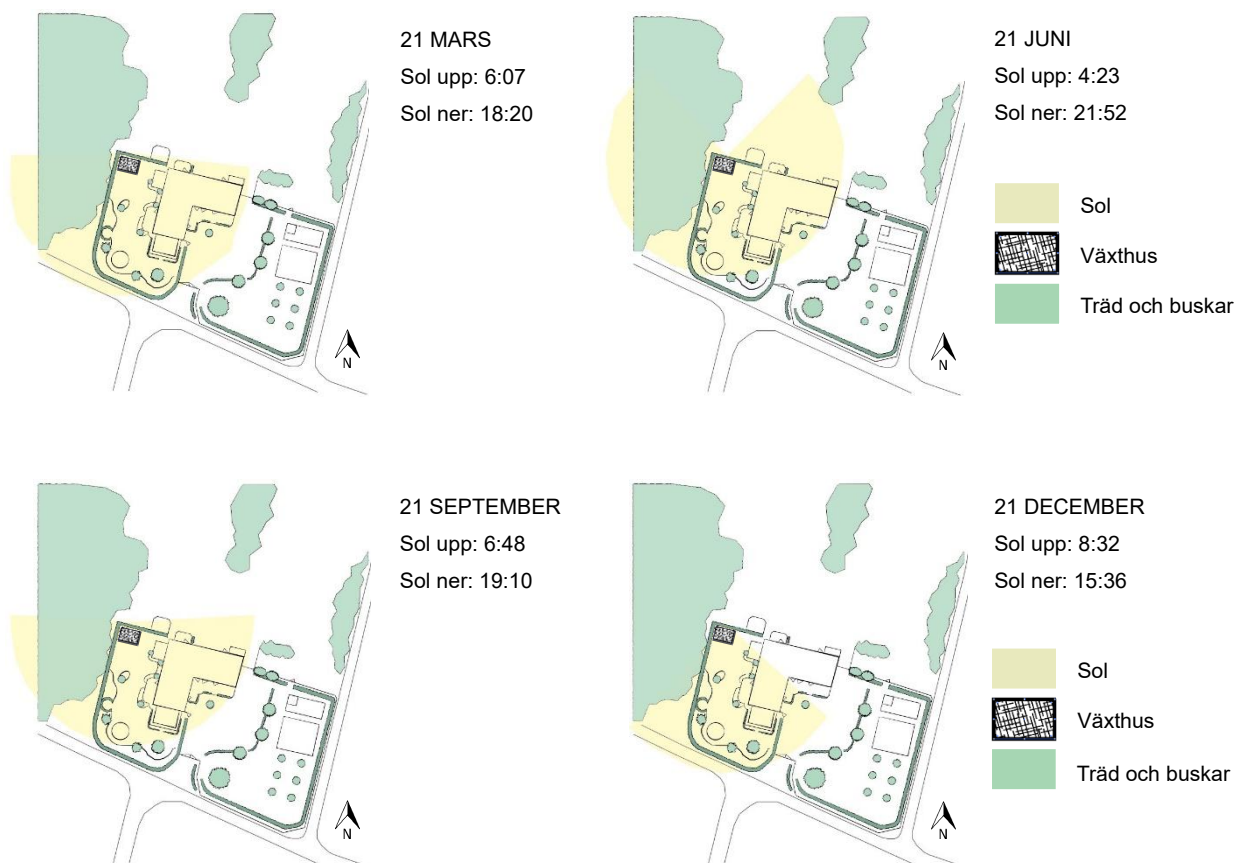 21 MARS
Sol upp: 6:07
Sol ner: 18:20
N
21 JUNI
Sol upp: 4:23
Sol ner: 21:52
Sol
Växthus
Träd och buskar
N
21 SEPTEMBER
Sol upp: 6:48
Sol ner: 19:10
N
21 DECEMBER
Sol upp: 8:32
Sol ner: 15:36
Sol
Växthus
Träd och buskar
N